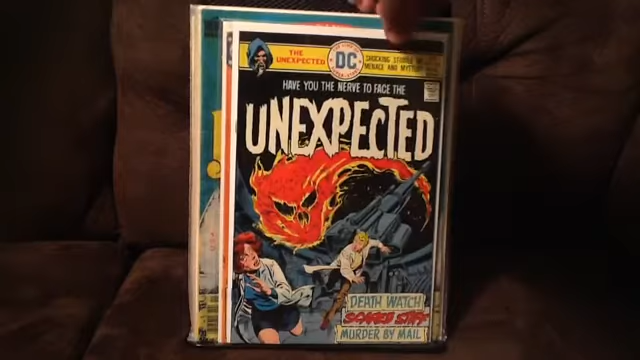 THE UNEXPECTED
DC
SHOCKING STORIES
MENACE AND MYSTERY
HAVE YOU THE NERVE TO FACE THE
UNEXPECTED
DEATH WATCH
SCARED STIFF
MURDER BY MAIL